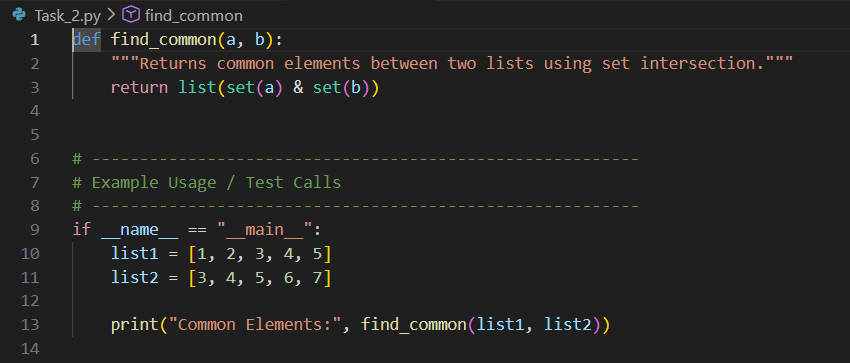 Task_2.py > find_common
1 def find_common(a, b):
2     """Returns common elements between two lists using set intersection."""
3     return list(set(a) & set(b))
4
5
6 # ---------------------------------------------------------
7 # Example Usage / Test Calls
8 # ---------------------------------------------------------
9 if __name__ == "__main__":
10     list1 = [1, 2, 3, 4, 5]
11     list2 = [3, 4, 5, 6, 7]
12
13     print("Common Elements:", find_common(list1, list2))
14